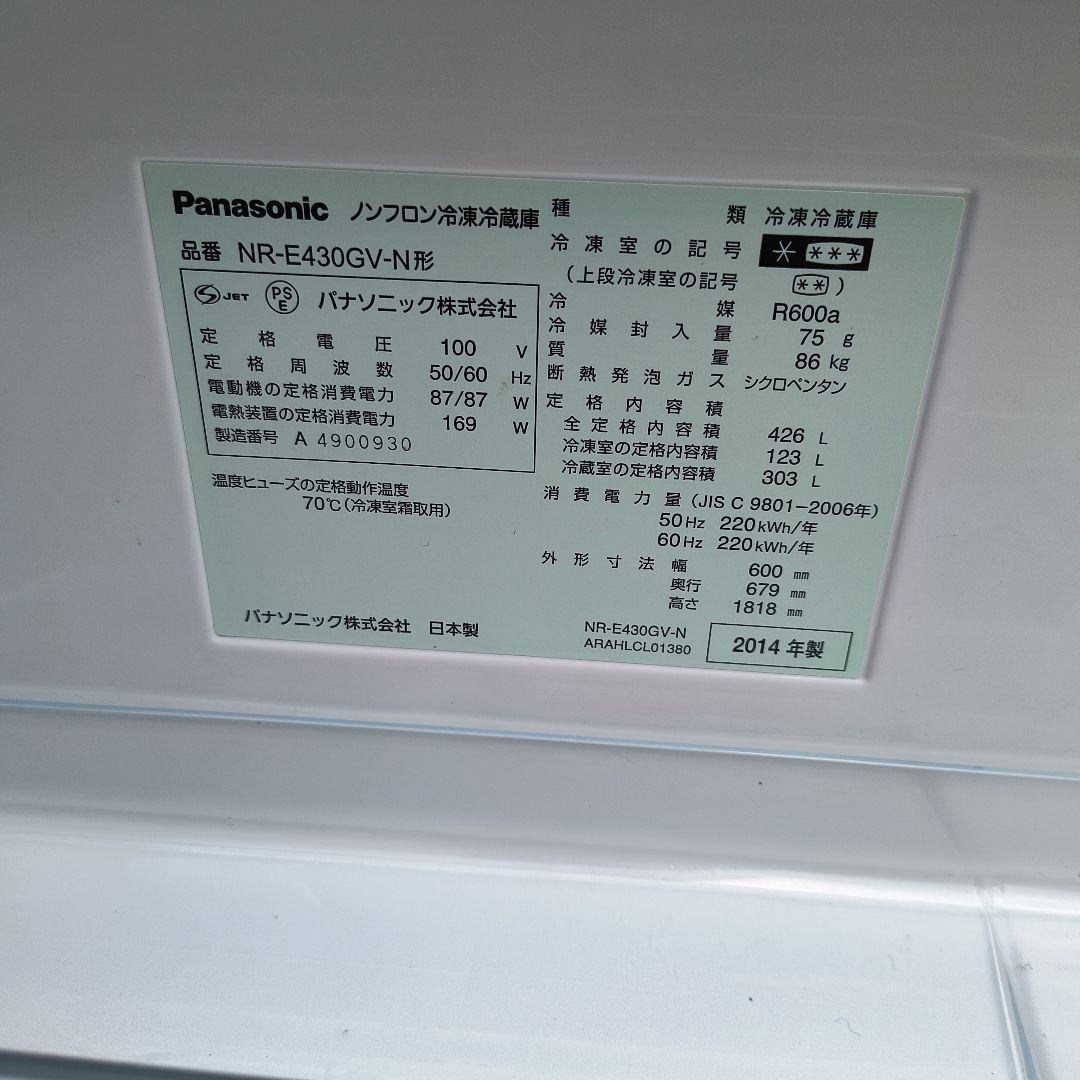 Panasonic ノンフロン冷凍冷蔵庫
品番 NR-E430GV-N形
S JET PSE パナソニック株式会社
定格電圧 100 V
定格周波数 50/60 Hz
電動機の定格消費電力 87/87 W
電熱装置の定格消費電力 169 W
製造番号 A 4900930
温度ヒューズの定格動作温度
70℃(冷凍室霜取用)
パナソニック株式会社 日本製
種類 冷凍冷蔵庫
冷凍室の記号 * ***
(上段冷凍室の記号 ** )
冷媒 R600a
冷媒封入量 75 g
質量 86 kg
断熱発泡ガス シクロペンタン
定格内容積
全定格内容積 426 L
冷凍室の定格内容積 123 L
冷蔵室の定格内容積 303 L
消費電力量 (JIS C 9801-2006年)
50Hz 220kWh/年
60Hz 220kWh/年
外形寸法 幅 600 ㎜
奥行 679 ㎜
高さ 1818 ㎜
NR-E430GV-N
ARAHLCL01380
2014 年製